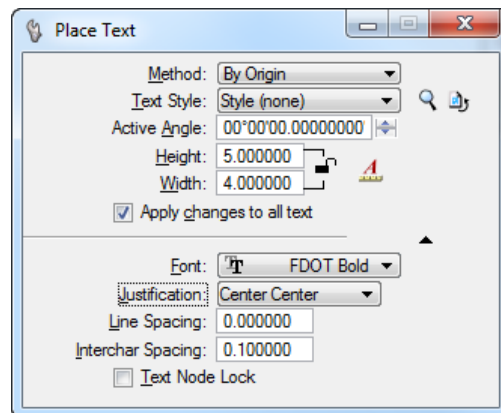 Place Text
Method: By Origin
Text Style: Style (none)
Active Angle: 00°00'00.00000000'
Height: 5.000000
Width: 4.000000
Apply changes to all text
Font: FDOT Bold
Justification: Center Center
Line Spacing: 0.000000
Interchar Spacing: 0.100000
Text Node Lock